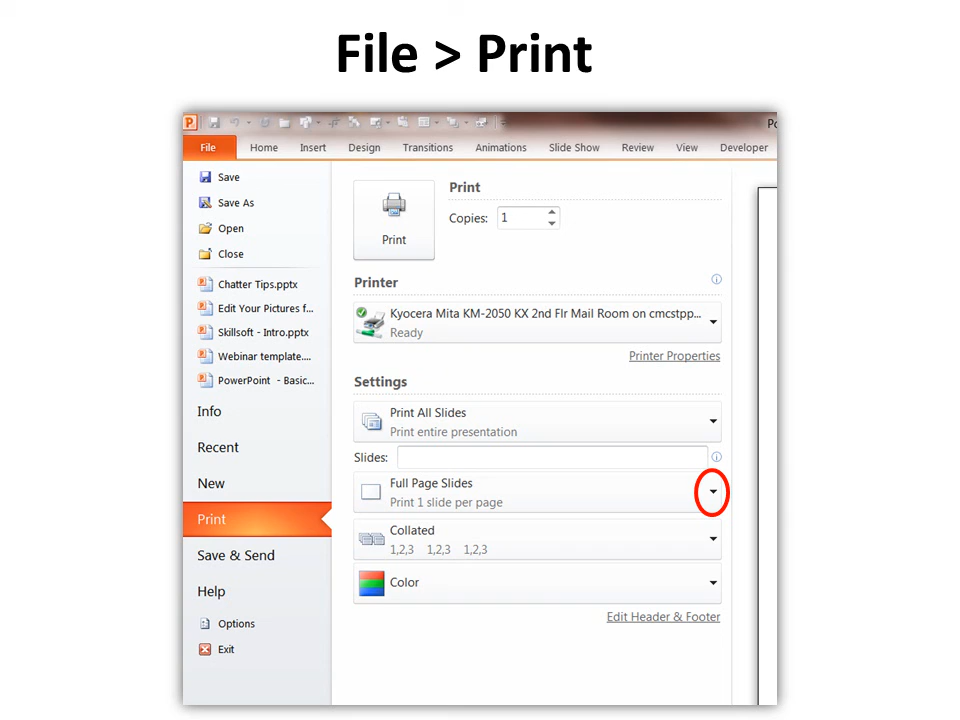 File > Print
P
Po
File Home Insert Design Transitions Animations Slide Show Review View Developer
Save
Save As
Open
Close
Chatter Tips.pptx
Edit Your Pictures f...
Skillsoft - Intro.pptx
Webinar template....
PowerPoint - Basic...
Info
Recent
New
Print
Save & Send
Help
Options
Exit
Print
Print
Copies: 1
Printer
Kyocera Mita KM-2050 KX 2nd Flr Mail Room on cmcstpp...
Ready
Printer Properties
Settings
Print All Slides
Print entire presentation
Slides:
Full Page Slides
Print 1 slide per page
Collated
1,2,3 1,2,3 1,2,3
Color
Edit Header & Footer